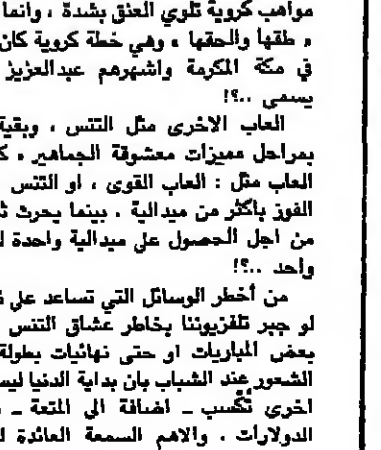 مواهب كروية تلوي العنق بشدة ، وانما
« طقها والحقها » وهي خطة كروية كان
في مكة المكرمة واشهرهم عبدالعزيز
يسمى ..؟!
العاب الاخرى مثل التنس ، وبقية
بمراحل مميزات معشوقة الجماهير »
العاب مثل : العاب القوى ، او التنس
الفوز باكثر من ميدالية . بينما يحرث
من اجل الحصول على ميدالية واحدة
واحد ..؟!
من أخطر الوسائل التي تساعد على
لو جبر تلفزيوننا بخاطر عشاق التنس
بعض المباريات او حتى نهائيات بطولة
الشعور عند الشباب بان بداية الدنيا ليس
اخرى تُكسب ـ اضافة الى المتعة ـ
الدولارات . والاهم السمعة العائدة